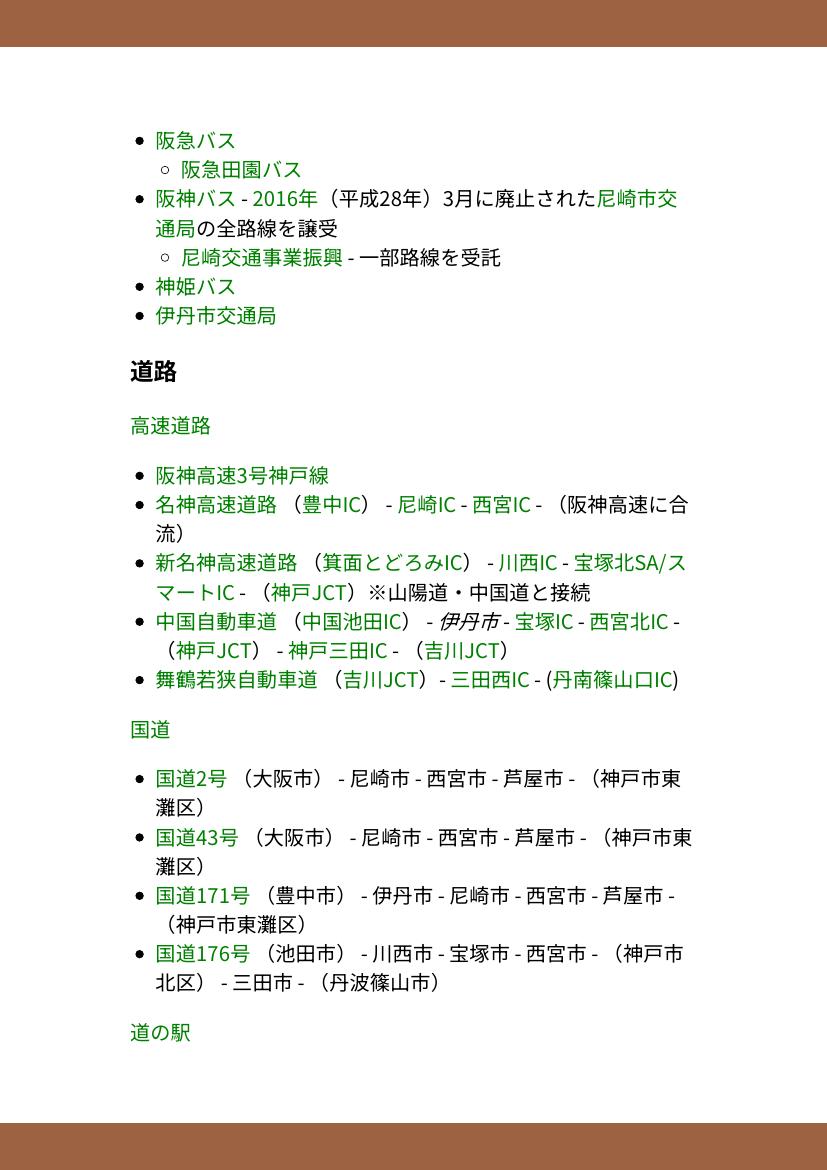 阪急バス
阪急田園バス
阪神バス - 2016年（平成28年）3月に廃止された尼崎市交
通局の全路線を譲受
尼崎交通事業振興 - 一部路線を受託
神姫バス
伊丹市交通局
道路
高速道路
阪神高速3号神戸線
名神高速道路 （豊中IC） - 尼崎IC - 西宮IC - （阪神高速に合
流）
新名神高速道路 （箕面とどろみIC） - 川西IC - 宝塚北SA/ス
マートIC - （神戸JCT）※山陽道・中国道と接続
中国自動車道 （中国池田IC） - 伊丹市 - 宝塚IC - 西宮北IC -
（神戸JCT） - 神戸三田IC - （吉川JCT）
舞鶴若狭自動車道 （吉川JCT）- 三田西IC - (丹南篠山口IC)
国道
国道2号 （大阪市） - 尼崎市 - 西宮市 - 芦屋市 - （神戸市東
灘区）
国道43号 （大阪市） - 尼崎市 - 西宮市 - 芦屋市 - （神戸市東
灘区）
国道171号 （豊中市） - 伊丹市 - 尼崎市 - 西宮市 - 芦屋市 -
（神戸市東灘区）
国道176号 （池田市） - 川西市 - 宝塚市 - 西宮市 - （神戸市
北区） - 三田市 - （丹波篠山市）
道の駅